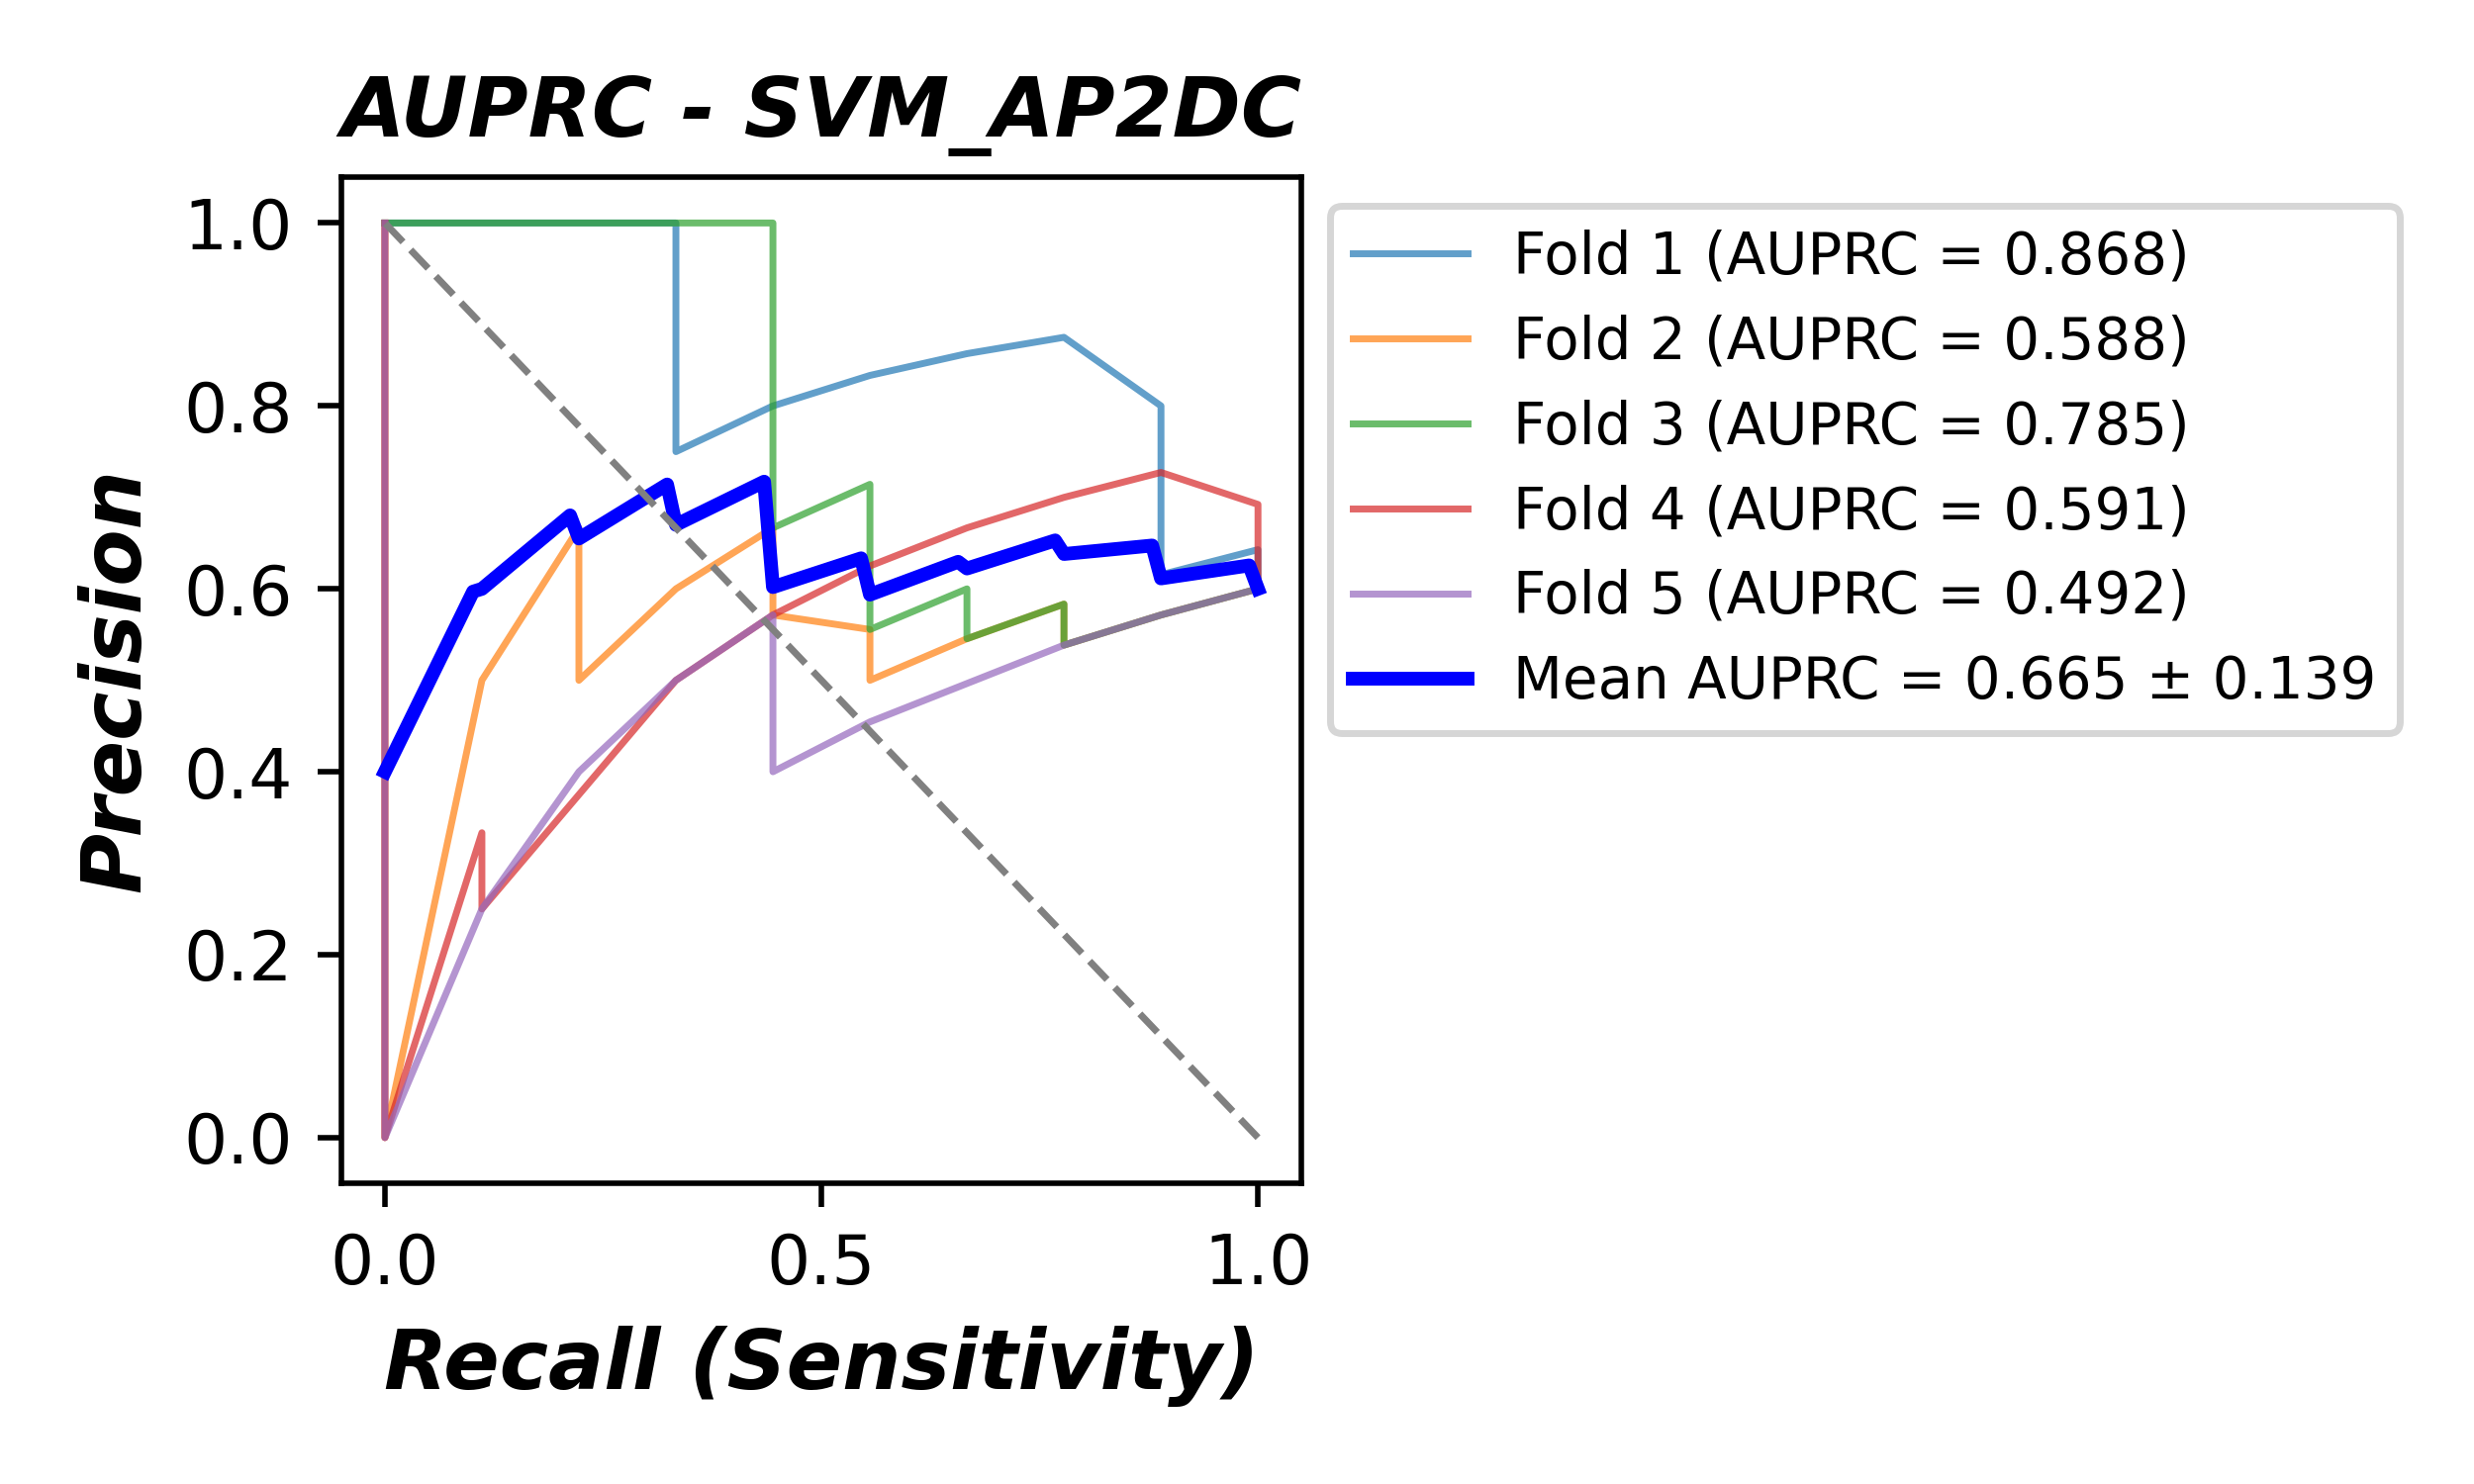 AUPRC - SVM_AP2DC
Precision
1.0
0.8
0.6
0.4
0.2
0.0
0.0 0.5 1.0
Recall (Sensitivity)
Fold 1 (AUPRC = 0.868)
Fold 2 (AUPRC = 0.588)
Fold 3 (AUPRC = 0.785)
Fold 4 (AUPRC = 0.591)
Fold 5 (AUPRC = 0.492)
Mean AUPRC = 0.665 ± 0.139